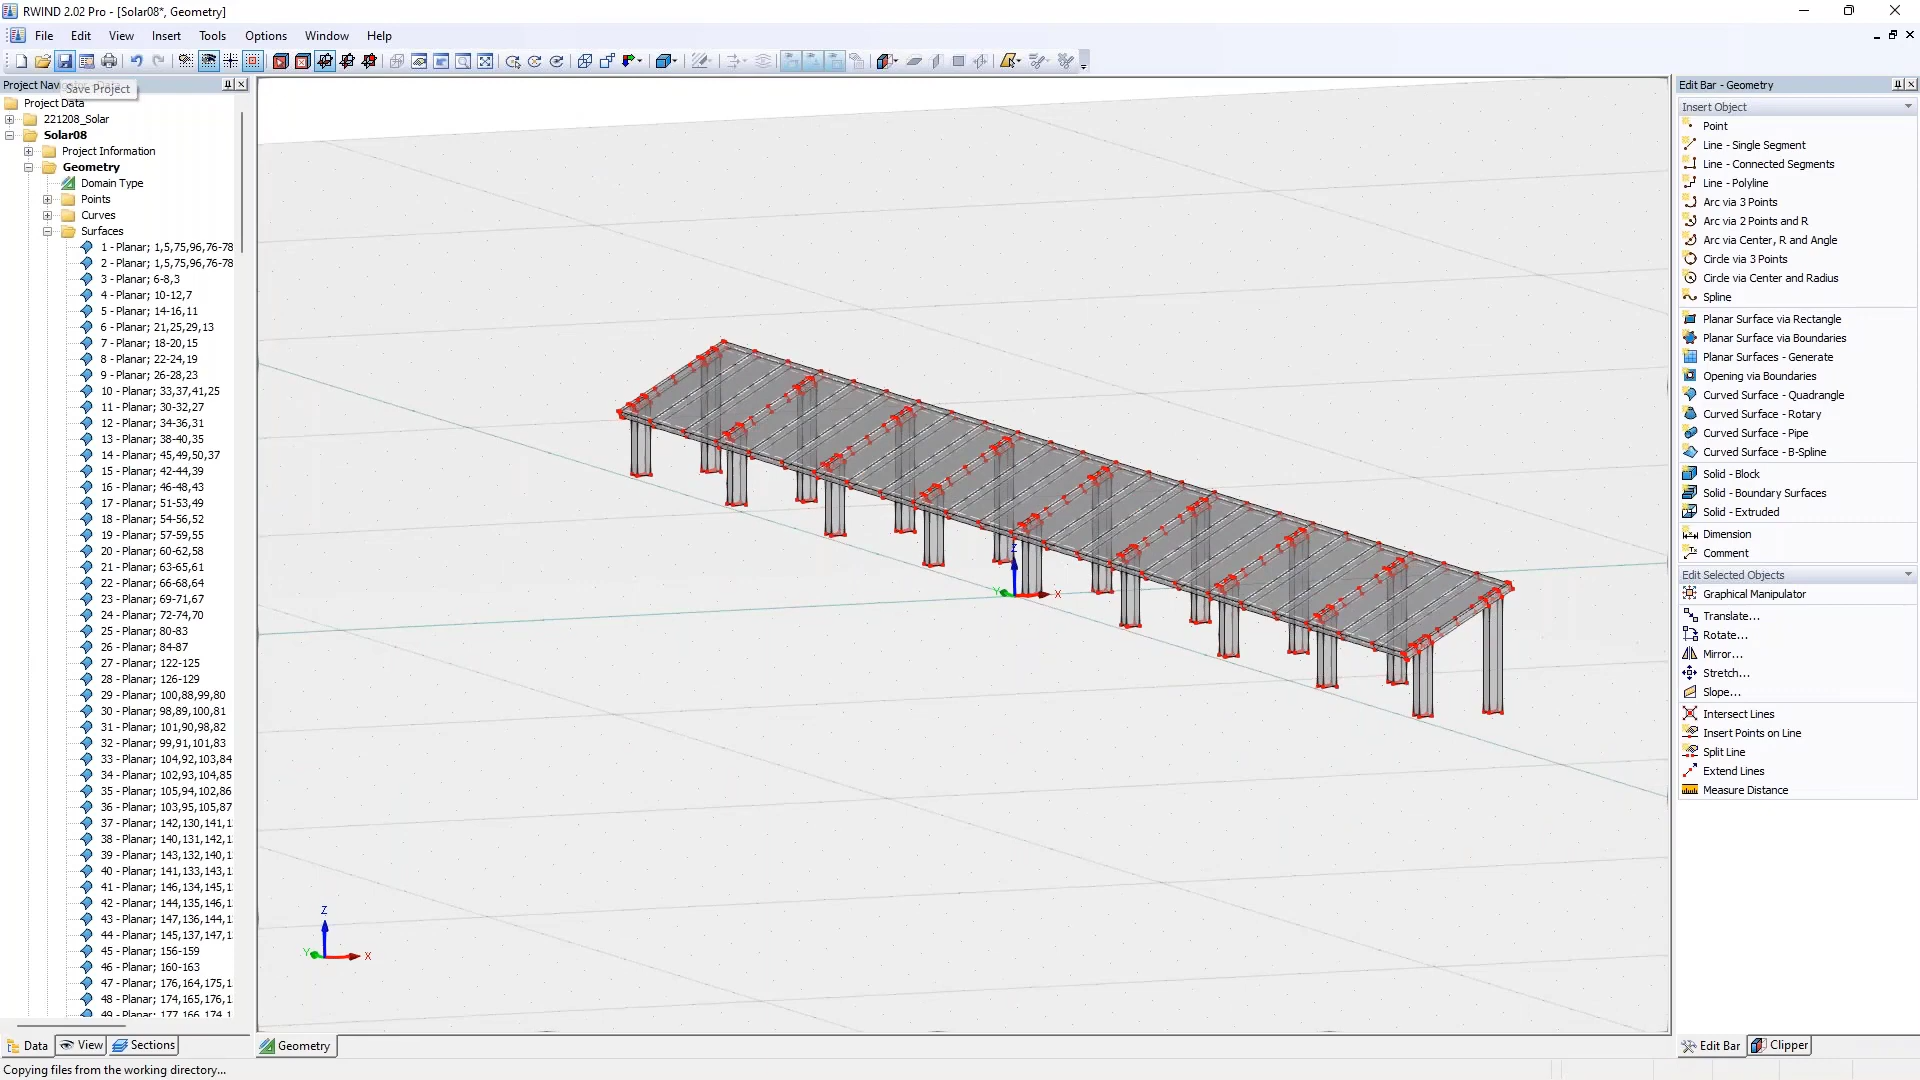 RWIND 2.02 Pro - [Solar08*, Geometry]
File Edit View Insert Tools Options Window Help
Project Nav
Save Project
Project Data
221208_Solar
Solar08
Project Information
Geometry
Domain Type
Points
Curves
Surfaces
1 - Planar; 1,5,75,96,76-78
2 - Planar; 1,5,75,96,76-78
3 - Planar; 6-8,3
4 - Planar; 10-12,7
5 - Planar; 14-16,11
6 - Planar; 21,25,29,13
7 - Planar; 18-20,15
8 - Planar; 22-24,19
9 - Planar; 26-28,23
10 - Planar; 33,37,41,25
11 - Planar; 30-32,27
12 - Planar; 34-36,31
13 - Planar; 38-40,35
14 - Planar; 45,49,50,37
15 - Planar; 42-44,39
16 - Planar; 46-48,43
17 - Planar; 51-53,49
18 - Planar; 54-56,52
19 - Planar; 57-59,55
20 - Planar; 60-62,58
21 - Planar; 63-65,61
22 - Planar; 66-68,64
23 - Planar; 69-71,67
24 - Planar; 72-74,70
25 - Planar; 80-83
26 - Planar; 84-87
27 - Planar; 122-125
28 - Planar; 126-129
29 - Planar; 100,88,99,80
30 - Planar; 98,89,100,81
31 - Planar; 101,90,98,82
32 - Planar; 99,91,101,83
33 - Planar; 104,92,103,84
34 - Planar; 102,93,104,85
35 - Planar; 105,94,102,86
36 - Planar; 103,95,105,87
37 - Planar; 142,130,141,1
38 - Planar; 140,131,142,1
39 - Planar; 143,132,140,1
40 - Planar; 141,133,143,1
41 - Planar; 146,134,145,1
42 - Planar; 144,135,146,1
43 - Planar; 147,136,144,1
44 - Planar; 145,137,147,1
45 - Planar; 156-159
46 - Planar; 160-163
47 - Planar; 176,164,175,1
48 - Planar; 174,165,176,1
49 - Planar; 177,166,174,1
Data View Sections
Copying files from the working directory...
Z
Y X
Z
Y X
Geometry
Edit Bar - Geometry
Insert Object
Point
Line - Single Segment
Line - Connected Segments
Line - Polyline
Arc via 3 Points
Arc via 2 Points and R
Arc via Center, R and Angle
Circle via 3 Points
Circle via Center and Radius
Spline
Planar Surface via Rectangle
Planar Surface via Boundaries
Planar Surfaces - Generate
Opening via Boundaries
Curved Surface - Quadrangle
Curved Surface - Rotary
Curved Surface - Pipe
Curved Surface - B-Spline
Solid - Block
Solid - Boundary Surfaces
Solid - Extruded
Dimension
Comment
Edit Selected Objects
Graphical Manipulator
Translate...
Rotate...
Mirror...
Stretch...
Slope...
Intersect Lines
Insert Points on Line
Split Line
Extend Lines
Measure Distance
Edit Bar Clipper